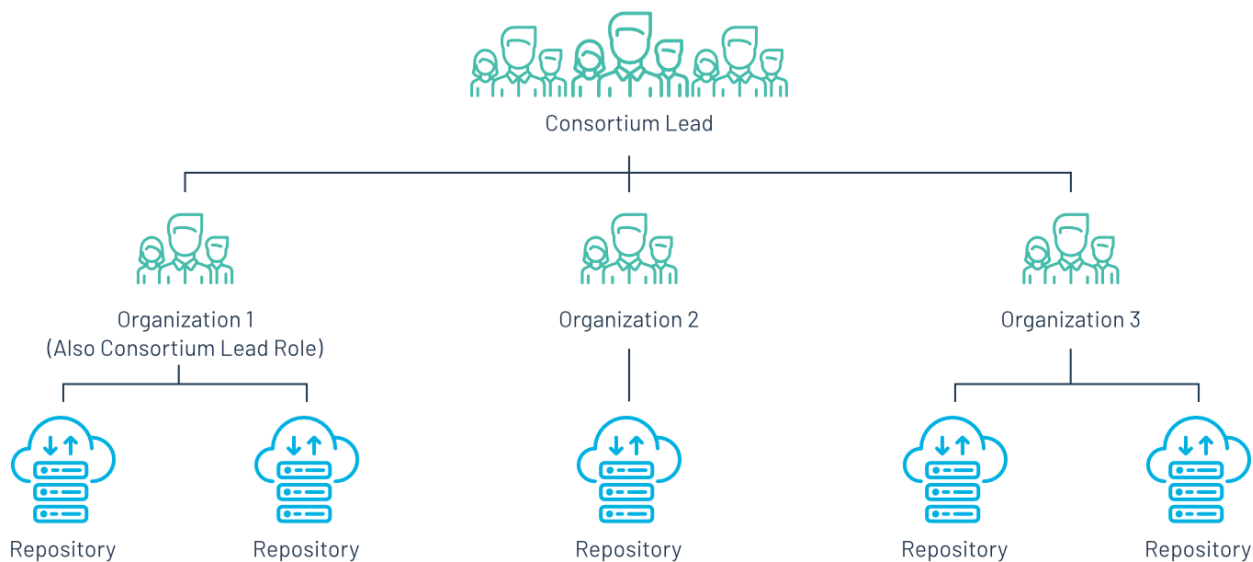 Consortium Lead
Organization 1
(Also Consortium Lead Role)
Organization 2
Organization 3
Repository
Repository
Repository
Repository
Repository